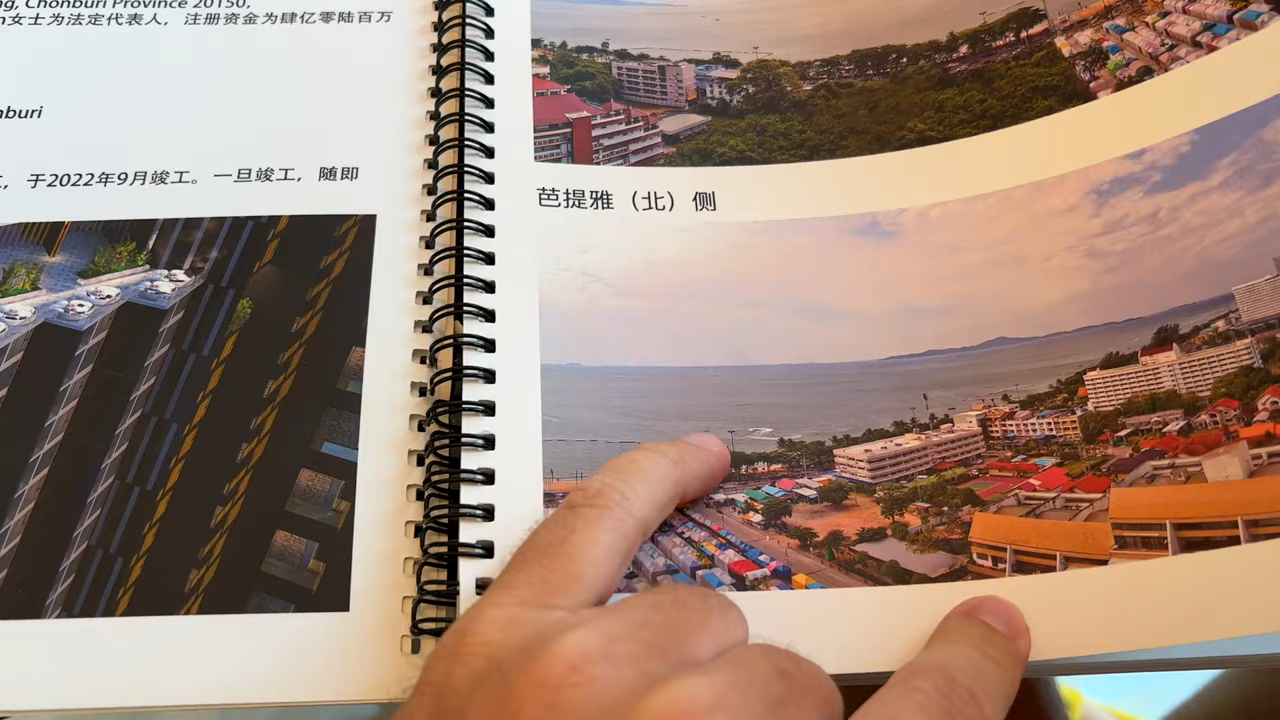 Chonburi Province 20150,
女士为法定代表人，注册资金为肆亿零陆百万
于2022年9月竣工。一旦竣工，随即
芭提雅（北）侧